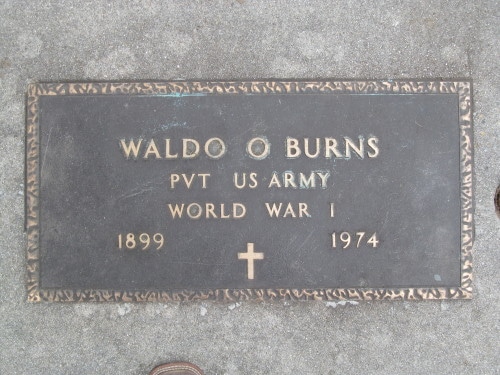 WALDO O BURNS
PVT US ARMY
WORLD WAR I
1899 1974